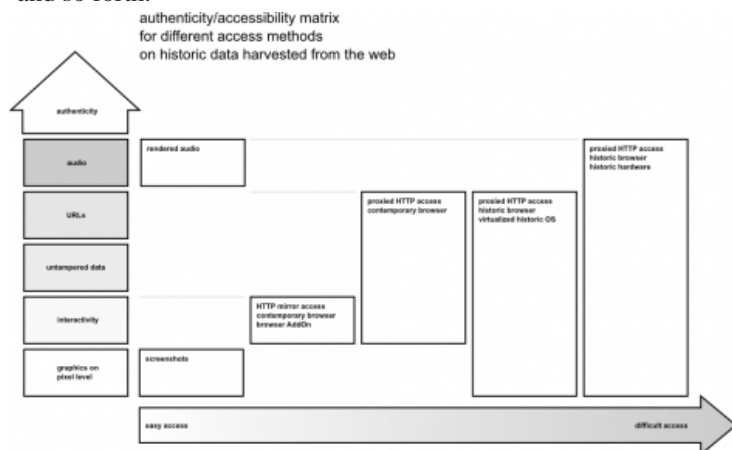 and so forth.
authenticity/accessibility matrix
for different access methods
on historic data harvested from the web
authenticity
audio
URLs
untampered data
interactivity
graphics on
pixel level
rendered audio
screenshots
HTTP mirror access
contemporary browser
browser AddOn
proxied HTTP access
contemporary browser
proxied HTTP access
historic browser
virtualized historic OS
proxied HTTP access
historic browser
historic hardware
easy access
difficult access